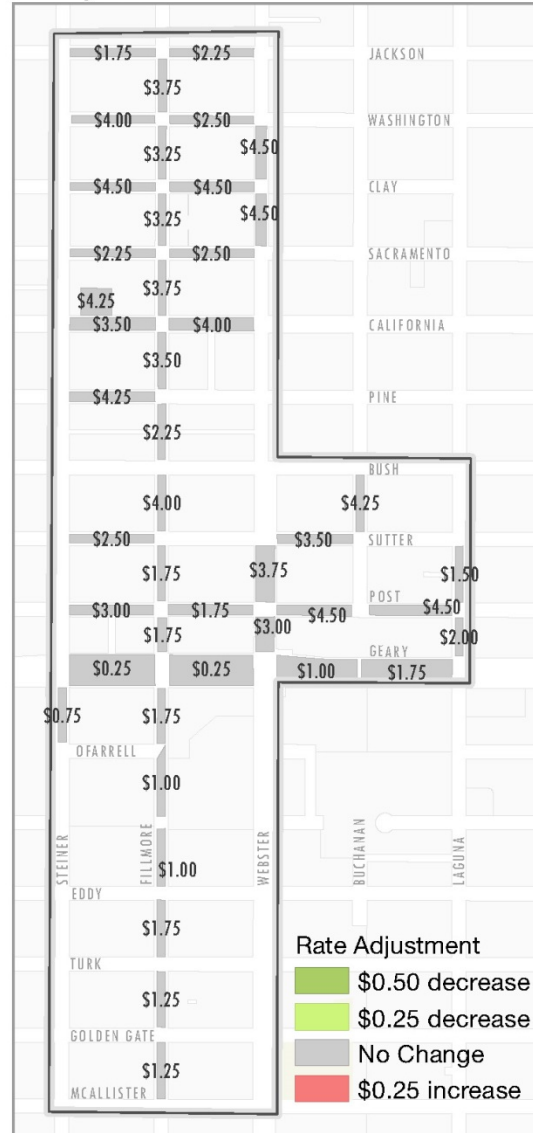 $1.75 $2.25 JACKSON
$3.75
$4.00 $2.50 WASHINGTON
$3.25 $4.50
$4.50 $4.50 CLAY
$3.25 $4.50
$2.25 $2.50 SACRAMENTO
$3.75
$4.25
$3.50 $4.00 CALIFORNIA
$3.50
$4.25 PINE
$2.25
BUSH
$4.00 $4.25
$2.50 $3.50 SUTTER
$1.75 $3.75 $1.50
POST
$3.00 $1.75 $4.50 $4.50
$1.75 $3.00 $2.00
GEARY
$0.25 $0.25 $1.00 $1.75
$0.75 $1.75
OFARRELL
$1.00
STEINER FILLMORE WEBSTER BUCHANAN LAGUNA
$1.00
EDDY
$1.75
TURK
$1.25
GOLDEN GATE
$1.25
MCALLISTER
Rate Adjustment
$0.50 decrease
$0.25 decrease
No Change
$0.25 increase